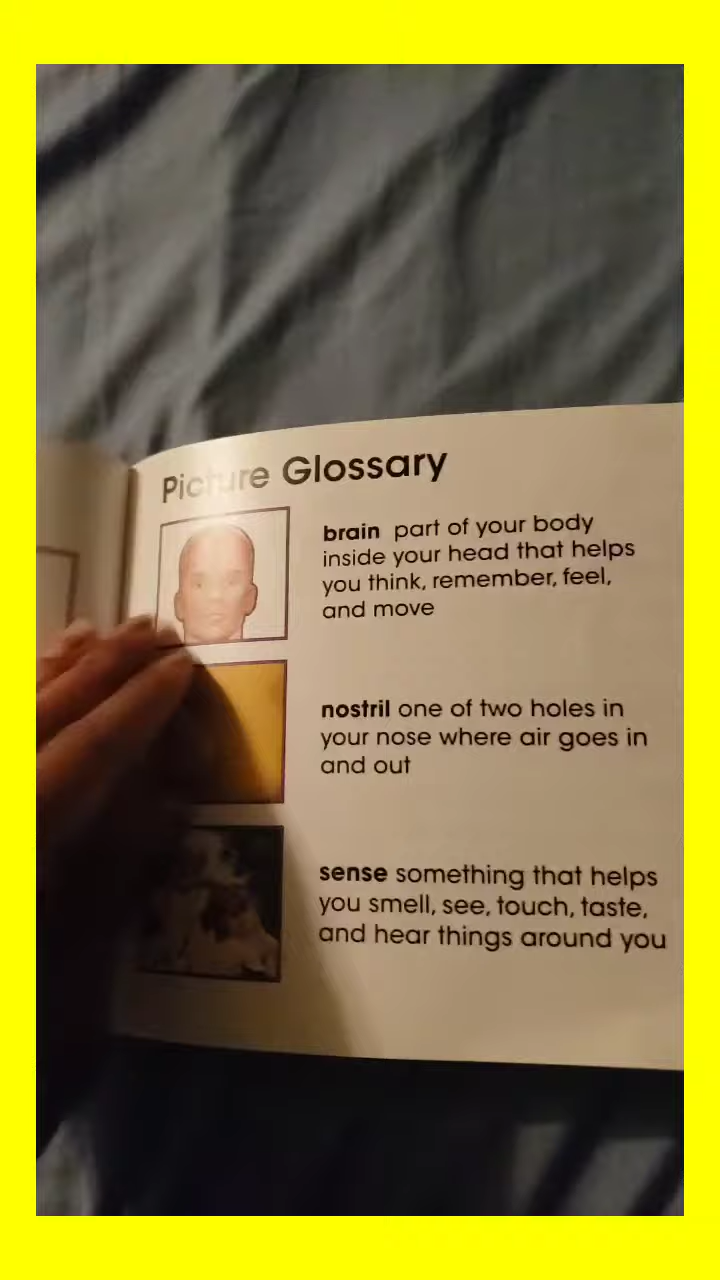 Picture Glossary
brain part of your body
inside your head that helps
you think, remember, feel,
and move
nostril one of two holes in
your nose where air goes in
and out
sense something that helps
you smell, see, touch, taste,
and hear things around you